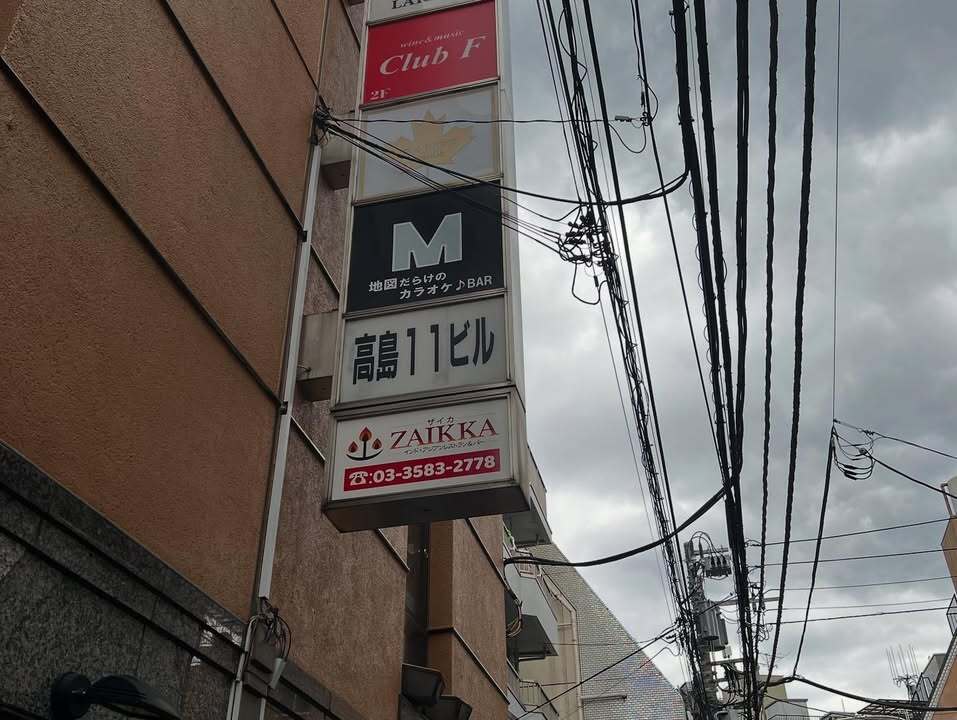 wine & music
Club F
2F
M
地図だらけの
カラオケ♪BAR
高島11ビル
ザイカ
ZAIKKA
インド・アジアンレストラン&バー
☎:03-3583-2778